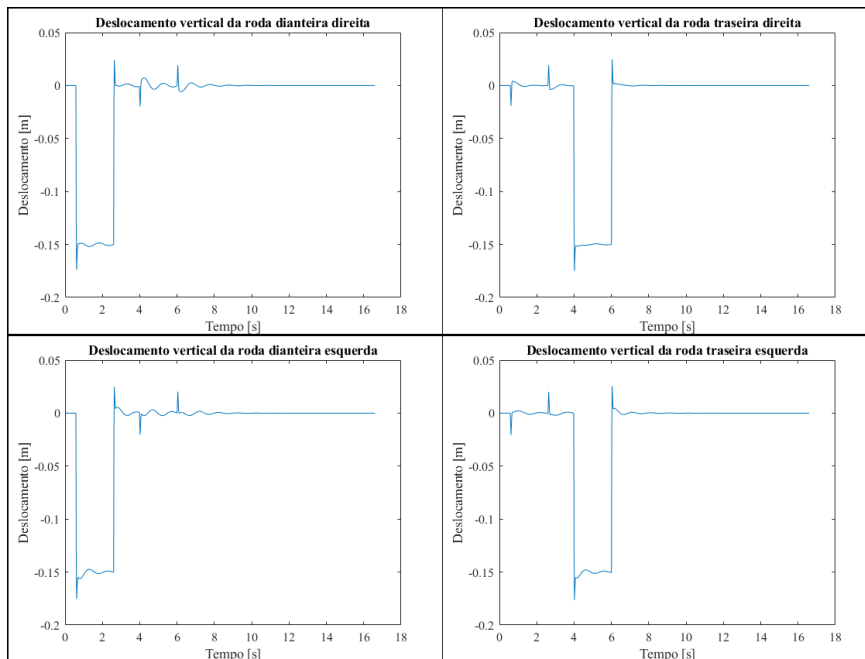 Deslocamento vertical da roda dianteira direita
0.05
0
-0.05
-0.1
-0.15
-0.2
Deslocamento [m]
0 2 4 6 8 10 12 14 16 18
Tempo [s]
Deslocamento vertical da roda traseira direita
0.05
0
-0.05
-0.1
-0.15
-0.2
Deslocamento [m]
0 2 4 6 8 10 12 14 16 18
Tempo [s]
Deslocamento vertical da roda dianteira esquerda
0.05
0
-0.05
-0.1
-0.15
-0.2
Deslocamento [m]
0 2 4 6 8 10 12 14 16 18
Tempo [s]
Deslocamento vertical da roda traseira esquerda
0.05
0
-0.05
-0.1
-0.15
-0.2
Deslocamento [m]
0 2 4 6 8 10 12 14 16 18
Tempo [s]